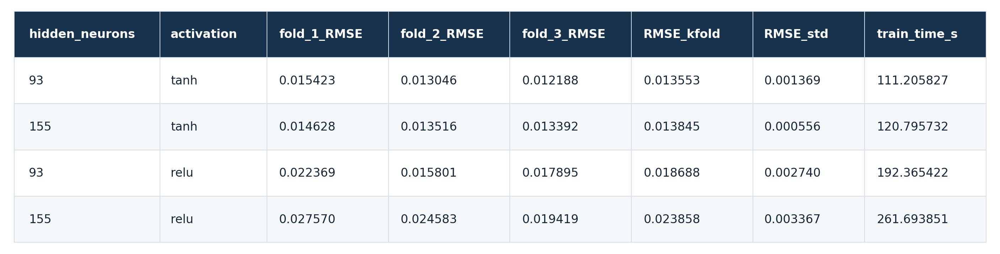 hidden_neurons activation fold_1_RMSE fold_2_RMSE fold_3_RMSE RMSE_kfold RMSE_std train_time_s
93 tanh 0.015423 0.013046 0.012188 0.013553 0.001369 111.205827
155 tanh 0.014628 0.013516 0.013392 0.013845 0.000556 120.795732
93 relu 0.022369 0.015801 0.017895 0.018688 0.002740 192.365422
155 relu 0.027570 0.024583 0.019419 0.023858 0.003367 261.693851